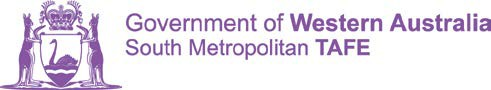 Government of Western Australia
South Metropolitan TAFE